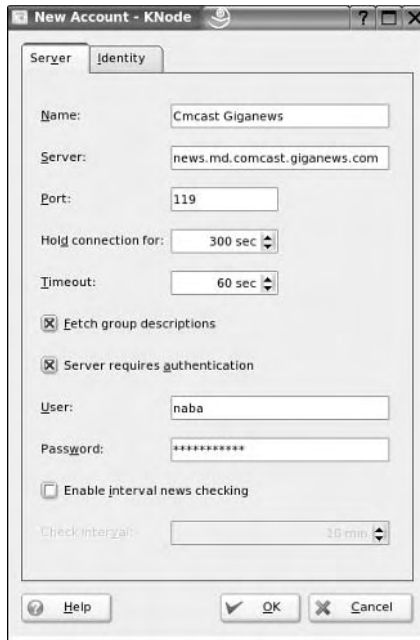 New Account - KNode
Server
Identity
Name:
Cmcast Giganews
Server:
news.md.comcast.giganews.com
Port:
119
Hold connection for:
300 sec
Timeout:
60 sec
Fetch group descriptions
Server requires authentication
User:
naba
Password:
***********
Enable interval news checking
Check interval:
10 min
Help
OK
Cancel